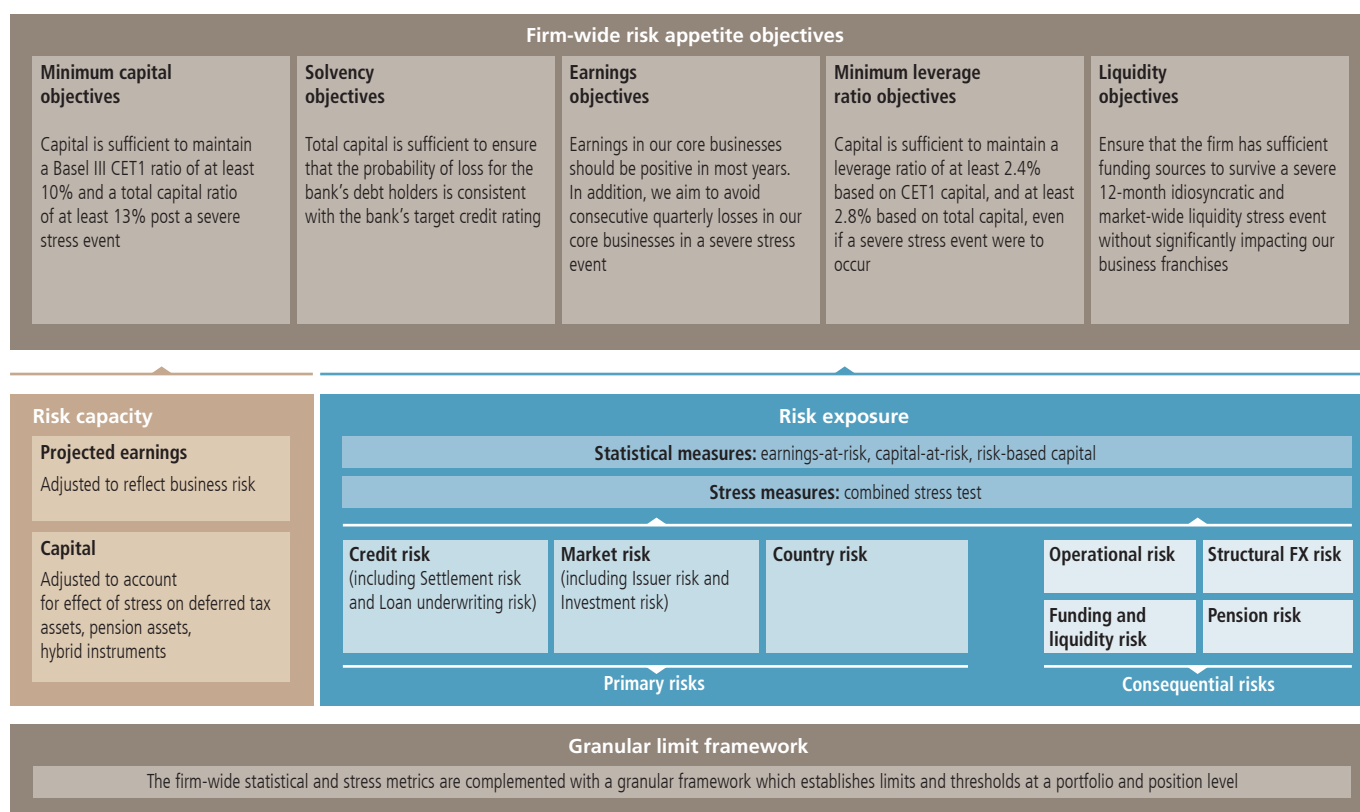 Firm-wide risk appetite objectives
Minimum capital
objectives
Capital is sufficient to maintain
a Basel III CET1 ratio of at least
10% and a total capital ratio
of at least 13% post a severe
stress event
Solvency
objectives
Total capital is sufficient to ensure
that the probability of loss for the
bank’s debt holders is consistent
with the bank’s target credit rating
Earnings
objectives
Earnings in our core businesses
should be positive in most years.
In addition, we aim to avoid
consecutive quarterly losses in our
core businesses in a severe stress
event
Minimum leverage
ratio objectives
Capital is sufficient to maintain a
leverage ratio of at least 2.4%
based on CET1 capital, and at least
2.8% based on total capital, even
if a severe stress event were to
occur
Liquidity
objectives
Ensure that the firm has sufficient
funding sources to survive a severe
12-month idiosyncratic and
market-wide liquidity stress event
without significantly impacting our
business franchises
Risk capacity
Projected earnings
Adjusted to reflect business risk
Capital
Adjusted to account
for effect of stress on deferred tax
assets, pension assets,
hybrid instruments
Risk exposure
Statistical measures: earnings-at-risk, capital-at-risk, risk-based capital
Stress measures: combined stress test
Credit risk
(including Settlement risk
and Loan underwriting risk)
Market risk
(including Issuer risk and
Investment risk)
Country risk
Primary risks
Operational risk
Structural FX risk
Funding and
liquidity risk
Pension risk
Consequential risks
Granular limit framework
The firm-wide statistical and stress metrics are complemented with a granular framework which establishes limits and thresholds at a portfolio and position level